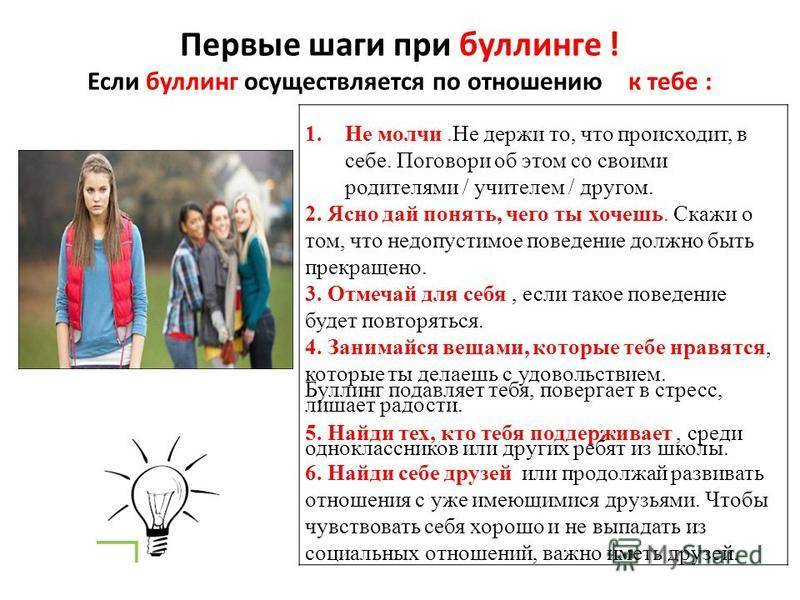 Первые шаги при буллинге !
Если буллинг осуществляется по отношению к тебе :
1. Не молчи .Не держи то, что происходит, в
себе. Поговори об этом со своими
родителями / учителем / другом.
2. Ясно дай понять, чего ты хочешь. Скажи о
том, что недопустимое поведение должно быть
прекращено.
3. Отмечай для себя , если такое поведение
будет повторяться.
4. Занимайся вещами, которые тебе нравятся,
которые ты делаешь с удовольствием.
Буллинг подавляет тебя, повергает в стресс,
лишает радости.
5. Найди тех, кто тебя поддерживает , среди
одноклассников или других ребят из школы.
6. Найди себе друзей или продолжай развивать
отношения с уже имеющимися друзьями. Чтобы
чувствовать себя хорошо и не выпадать из
социальных отношений, важно иметь друзей.
MyShared